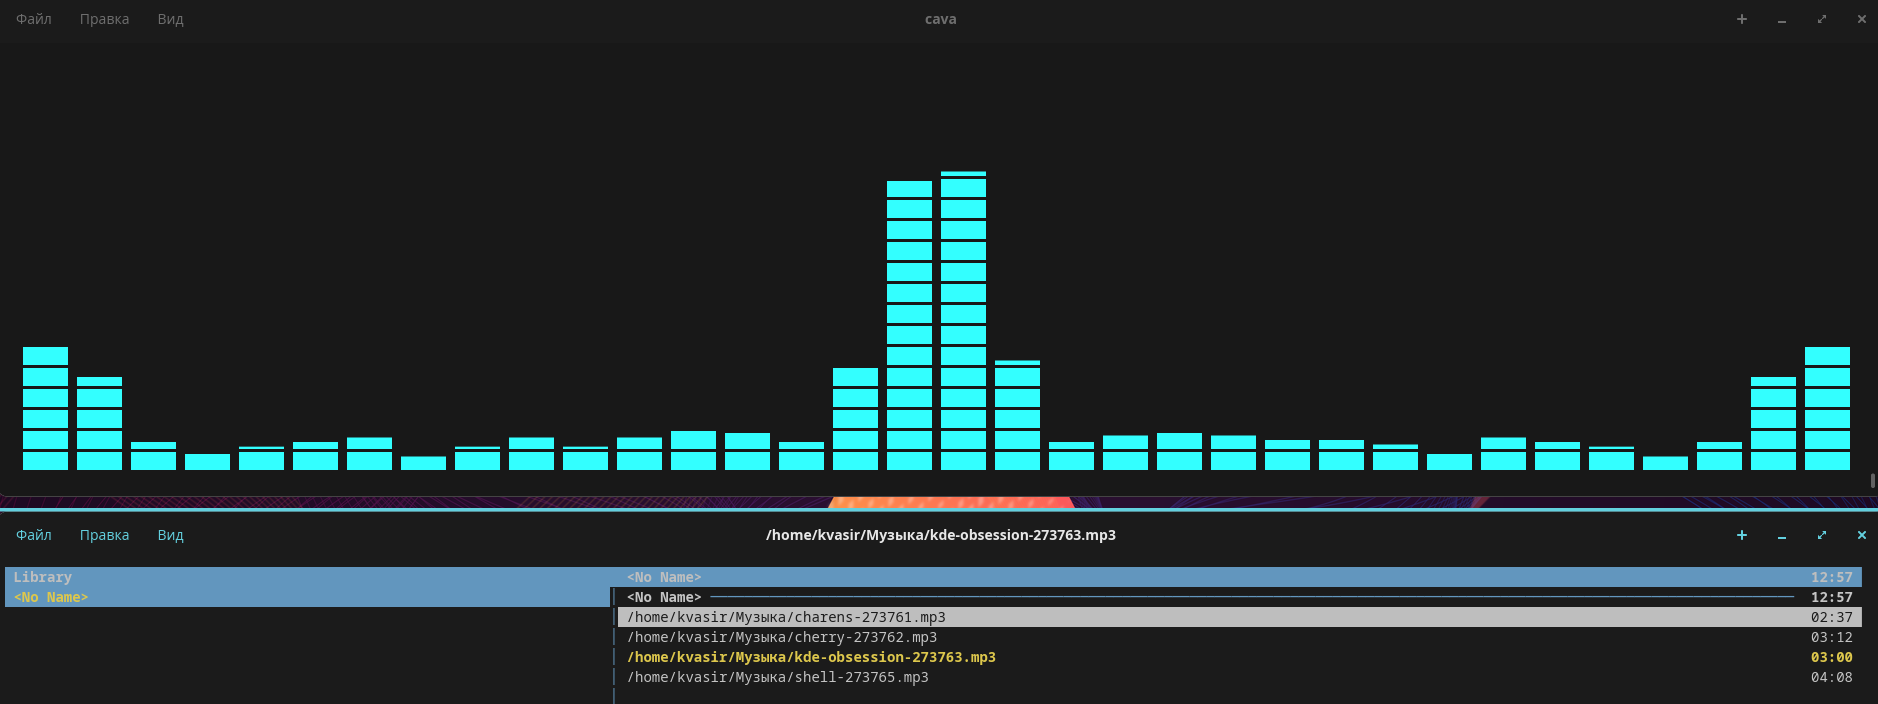 Файл Правка Вид cava
Файл Правка Вид /home/kvasir/Музыка/kde-obsession-273763.mp3
Library <No Name> 12:57
<No Name> <No Name> 12:57
/home/kvasir/Музыка/charens-273761.mp3 02:37
/home/kvasir/Музыка/cherry-273762.mp3 03:12
/home/kvasir/Музыка/kde-obsession-273763.mp3 03:00
/home/kvasir/Музыка/shell-273765.mp3 04:08